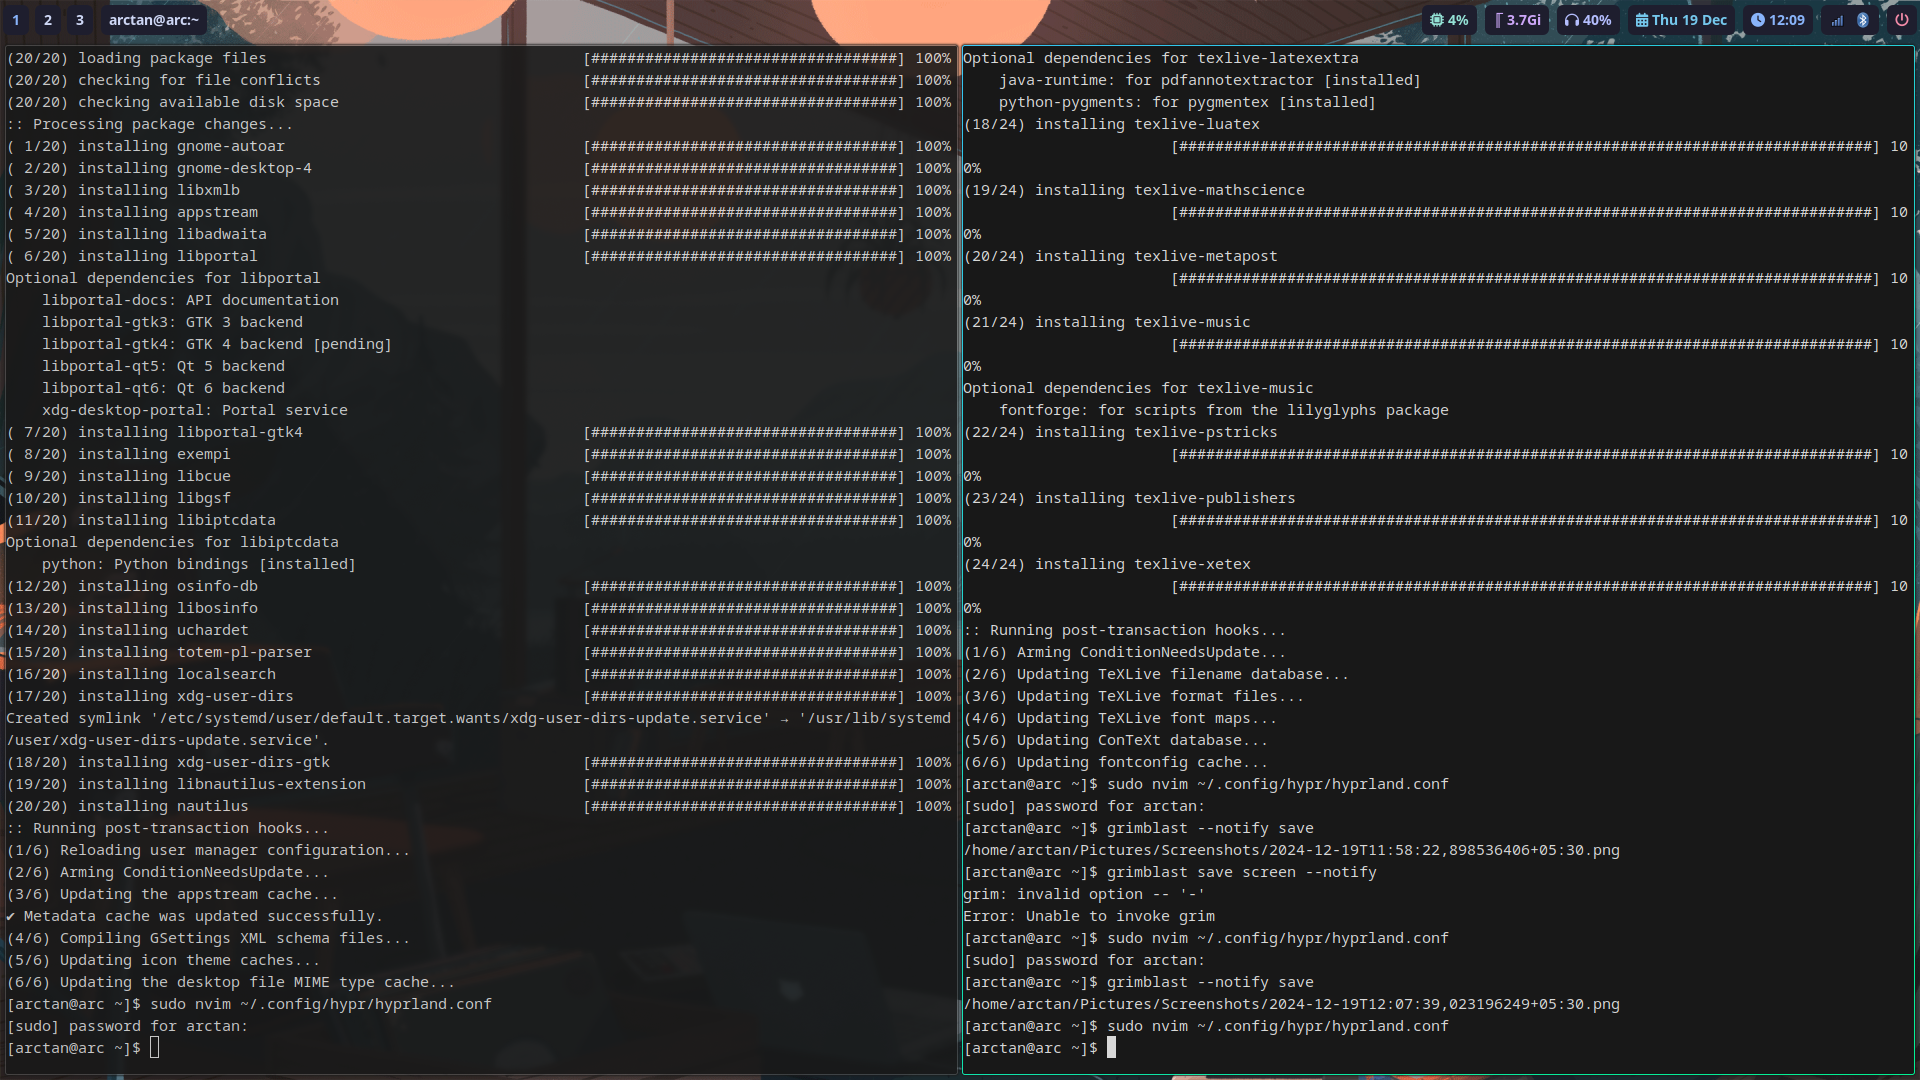 1 2 3 arctan@arc:~ 4% 3.7Gi 40% Thu 19 Dec 12:09
(20/20) loading package files [##################################] 100%
(20/20) checking for file conflicts [##################################] 100%
(20/20) checking available disk space [##################################] 100%
:: Processing package changes...
( 1/20) installing gnome-autoar [##################################] 100%
( 2/20) installing gnome-desktop-4 [##################################] 100%
( 3/20) installing libxmlb [##################################] 100%
( 4/20) installing appstream [##################################] 100%
( 5/20) installing libadwaita [##################################] 100%
( 6/20) installing libportal [##################################] 100%
Optional dependencies for libportal
libportal-docs: API documentation
libportal-gtk3: GTK 3 backend
libportal-gtk4: GTK 4 backend [pending]
libportal-qt5: Qt 5 backend
libportal-qt6: Qt 6 backend
xdg-desktop-portal: Portal service
( 7/20) installing libportal-gtk4 [##################################] 100%
( 8/20) installing exempi [##################################] 100%
( 9/20) installing libcue [##################################] 100%
(10/20) installing libgsf [##################################] 100%
(11/20) installing libiptcdata [##################################] 100%
Optional dependencies for libiptcdata
python: Python bindings [installed]
(12/20) installing osinfo-db [##################################] 100%
(13/20) installing libosinfo [##################################] 100%
(14/20) installing uchardet [##################################] 100%
(15/20) installing totem-pl-parser [##################################] 100%
(16/20) installing localsearch [##################################] 100%
(17/20) installing xdg-user-dirs [##################################] 100%
Created symlink '/etc/systemd/user/default.target.wants/xdg-user-dirs-update.service' → '/usr/lib/systemd
/user/xdg-user-dirs-update.service'.
(18/20) installing xdg-user-dirs-gtk [##################################] 100%
(19/20) installing libnautilus-extension [##################################] 100%
(20/20) installing nautilus [##################################] 100%
:: Running post-transaction hooks...
(1/6) Reloading user manager configuration...
(2/6) Arming ConditionNeedsUpdate...
(3/6) Updating the appstream cache...
✔ Metadata cache was updated successfully.
(4/6) Compiling GSettings XML schema files...
(5/6) Updating icon theme caches...
(6/6) Updating the desktop file MIME type cache...
[arctan@arc ~]$ sudo nvim ~/.config/hypr/hyprland.conf
[sudo] password for arctan:
[arctan@arc ~]$
Optional dependencies for texlive-latexextra
java-runtime: for pdfannotextractor [installed]
python-pygments: for pygmentex [installed]
(18/24) installing texlive-luatex
[#############################################################################] 10
0%
(19/24) installing texlive-mathscience
[#############################################################################] 10
0%
(20/24) installing texlive-metapost
[#############################################################################] 10
0%
(21/24) installing texlive-music
[#############################################################################] 10
0%
Optional dependencies for texlive-music
fontforge: for scripts from the lilyglyphs package
(22/24) installing texlive-pstricks
[#############################################################################] 10
0%
(23/24) installing texlive-publishers
[#############################################################################] 10
0%
(24/24) installing texlive-xetex
[#############################################################################] 10
0%
:: Running post-transaction hooks...
(1/6) Arming ConditionNeedsUpdate...
(2/6) Updating TeXLive filename database...
(3/6) Updating TeXLive format files...
(4/6) Updating TeXLive font maps...
(5/6) Updating ConTeXt database...
(6/6) Updating fontconfig cache...
[arctan@arc ~]$ sudo nvim ~/.config/hypr/hyprland.conf
[sudo] password for arctan:
[arctan@arc ~]$ grimblast --notify save
/home/arctan/Pictures/Screenshots/2024-12-19T11:58:22,898536406+05:30.png
[arctan@arc ~]$ grimblast save screen --notify
grim: invalid option -- '-'
Error: Unable to invoke grim
[arctan@arc ~]$ sudo nvim ~/.config/hypr/hyprland.conf
[sudo] password for arctan:
[arctan@arc ~]$ grimblast --notify save
/home/arctan/Pictures/Screenshots/2024-12-19T12:07:39,023196249+05:30.png
[arctan@arc ~]$ sudo nvim ~/.config/hypr/hyprland.conf
[arctan@arc ~]$